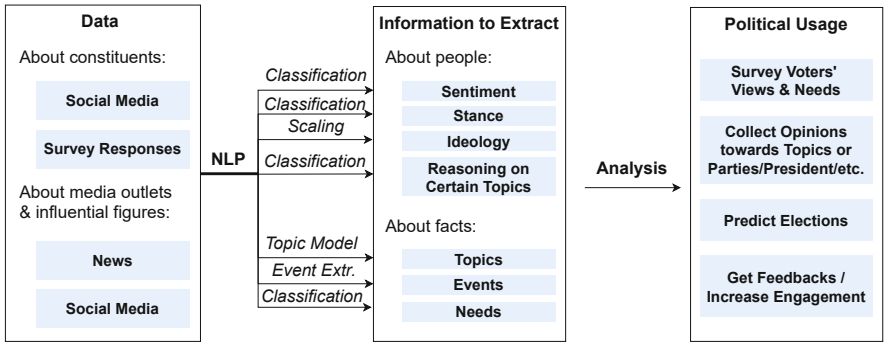 Data
About constituents:
Social Media
Survey Responses
About media outlets
& influential figures:
News
Social Media
NLP
Classification
Classification
Scaling
Classification
Topic Model
Event Extr.
Classification
Information to Extract
About people:
Sentiment
Stance
Ideology
Reasoning on
Certain Topics
About facts:
Topics
Events
Needs
Analysis
Political Usage
Survey Voters'
Views & Needs
Collect Opinions
towards Topics or
Parties/President/etc.
Predict Elections
Get Feedbacks /
Increase Engagement